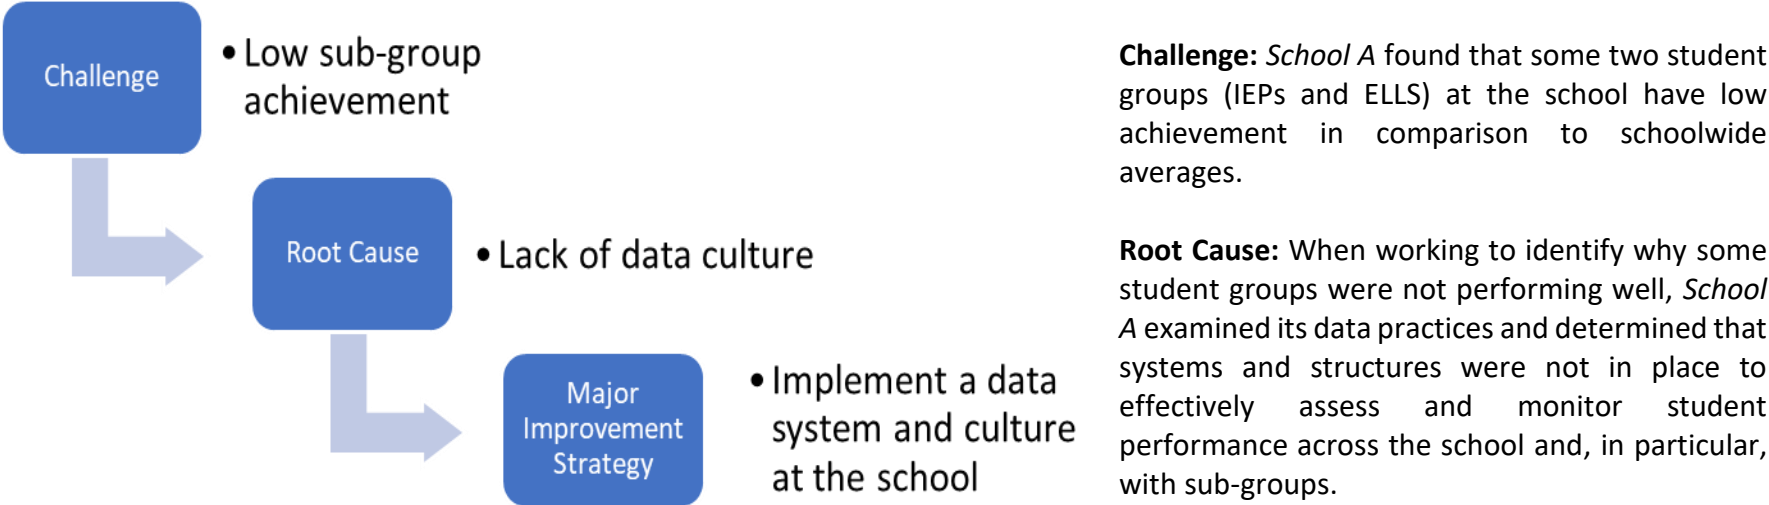 Challenge
• Low sub-group
achievement
Root Cause
• Lack of data culture
Major
Improvement
Strategy
• Implement a data
system and culture
at the school
Challenge: School A found that some two student
groups (IEPs and ELLS) at the school have low
achievement in comparison to schoolwide
averages.
Root Cause: When working to identify why some
student groups were not performing well, School
A examined its data practices and determined that
systems and structures were not in place to
effectively assess and monitor student
performance across the school and, in particular,
with sub-groups.